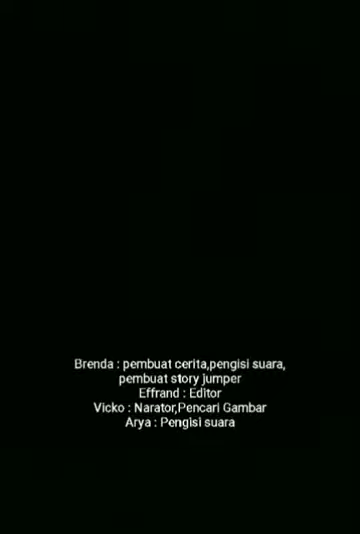 Brenda : pembuat cerita,pengisi suara,
pembuat story jumper
Effrand : Editor
Vicko : Narator,Pencari Gambar
Arya : Pengisi suara